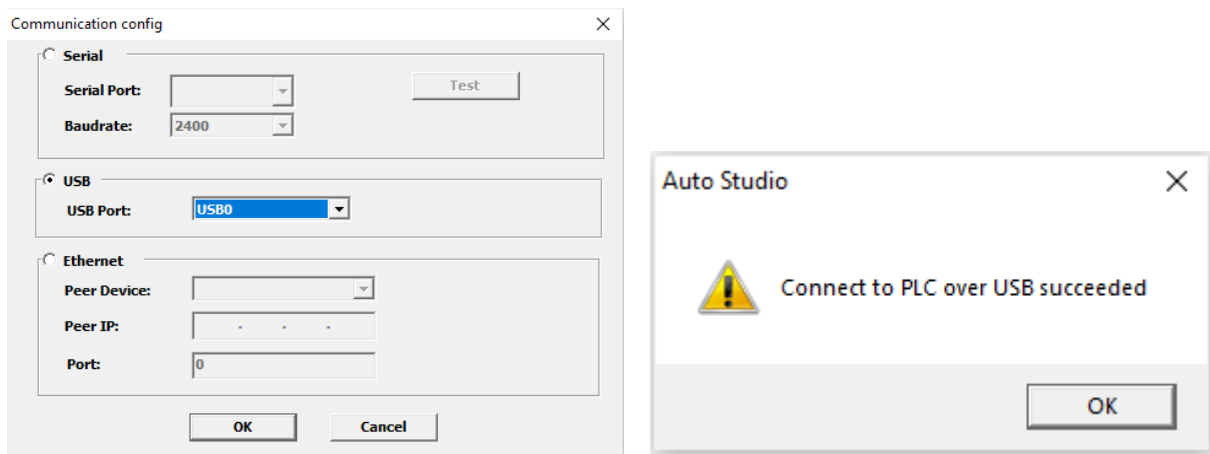 Communication config
Serial
Serial Port:
Test
Baudrate: 2400
USB
USB Port: USB0
Ethernet
Peer Device:
Peer IP: . . .
Port: 0
OK Cancel
Auto Studio
Connect to PLC over USB succeeded
OK